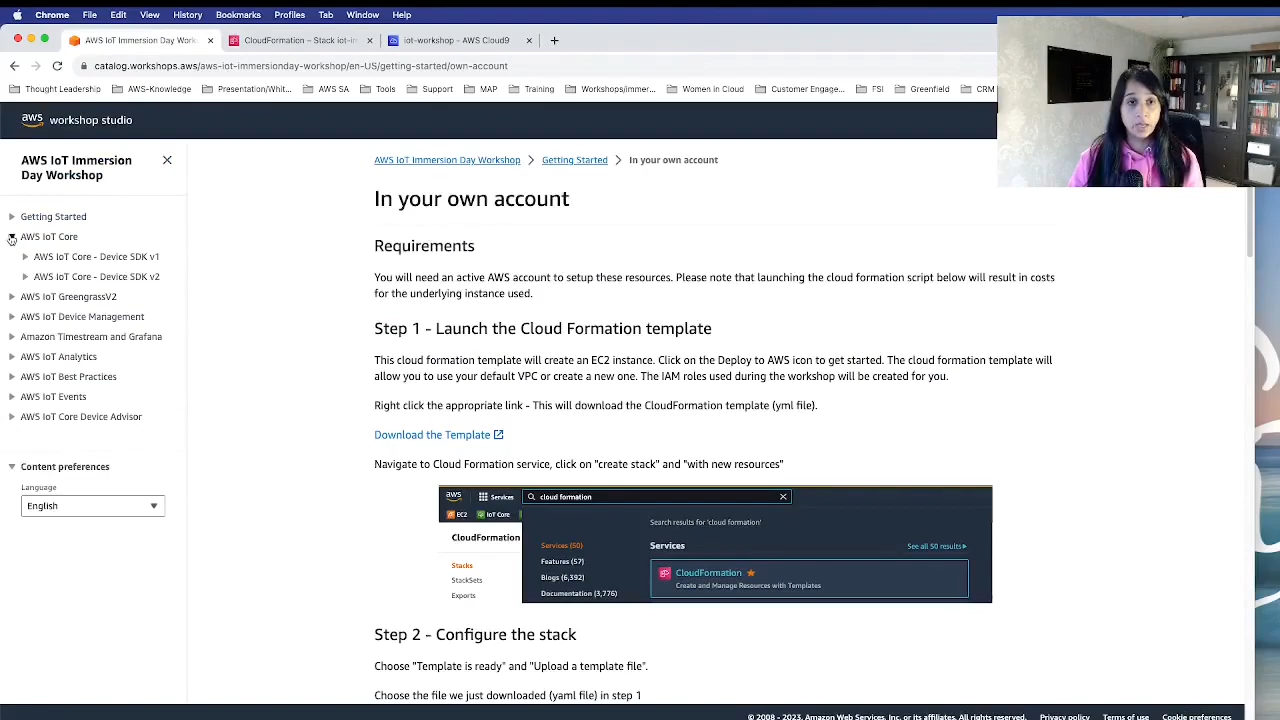 Chrome File Edit View History Bookmarks Profiles Tab Window Help
AWS IoT Immersion Day Work CloudFormation – Stack iot-in iot-workshop - AWS Cloud9
catalog.workshops.aws/aws-iot-immersionday-workshop/en-US/getting-started/own-account
Thought Leadership AWS-Knowledge Presentation/Whit... AWS SA Tools Support MAP Training Workshops/immer... Women in Cloud Customer Engage... FSI Greenfield CRM
aws workshop studio
AWS IoT Immersion
Day Workshop
Getting Started
AWS IoT Core
AWS IoT Core - Device SDK v1
AWS IoT Core - Device SDK v2
AWS IoT GreengrassV2
AWS IoT Device Management
Amazon Timestream and Grafana
AWS IoT Analytics
AWS IoT Best Practices
AWS IoT Events
AWS IoT Core Device Advisor
Content preferences
Language
English
AWS IoT Immersion Day Workshop > Getting Started > In your own account
In your own account
Requirements
You will need an active AWS account to setup these resources. Please note that launching the cloud formation script below will result in costs
for the underlying instance used.
Step 1 - Launch the Cloud Formation template
This cloud formation template will create an EC2 instance. Click on the Deploy to AWS icon to get started. The cloud formation template will
allow you to use your default VPC or create a new one. The IAM roles used during the workshop will be created for you.
Right click the appropriate link - This will download the CloudFormation template (yml file).
Download the Template
Navigate to Cloud Formation service, click on "create stack" and "with new resources"
aws Services cloud formation
EC2 IoT Core
Search results for 'cloud formation'
CloudFormation
Stacks
StackSets
Exports
Services (50)
Features (57)
Blogs (6,392)
Documentation (3,776)
Services See all 50 results
CloudFormation
Create and Manage Resources with Templates
Step 2 - Configure the stack
Choose "Template is ready" and "Upload a template file".
Choose the file we just downloaded (yaml file) in step 1
© 2008 - 2023, Amazon Web Services, Inc. or its affiliates. All rights reserved. Privacy policy Terms of use Cookie preferences